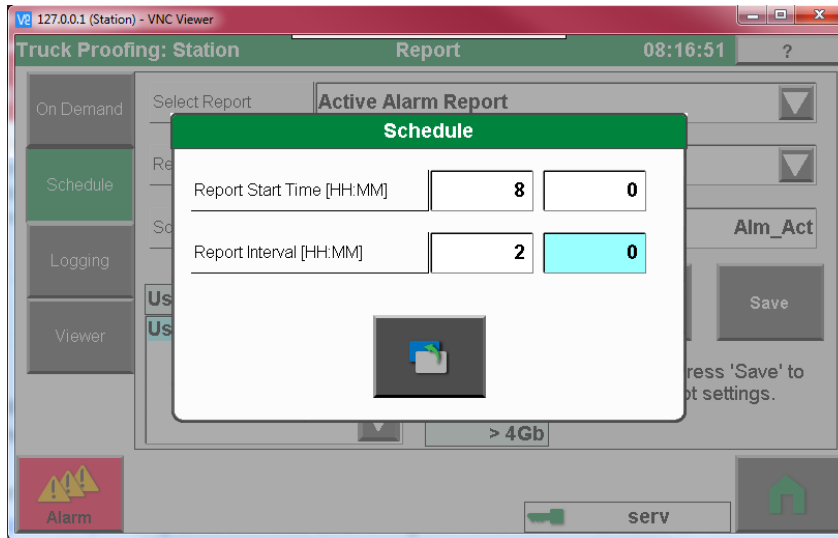 127.0.0.1 (Station) - VNC Viewer
Truck Proofing: Station Report 08:16:51 ?
On Demand
Select Report Active Alarm Report
Schedule
Schedule
Report Start Time [HH:MM] 8 0
Alm_Act
Report Interval [HH:MM] 2 0
Logging
Save
Viewer
press 'Save' to
settings.
> 4Gb
Alarm
serv